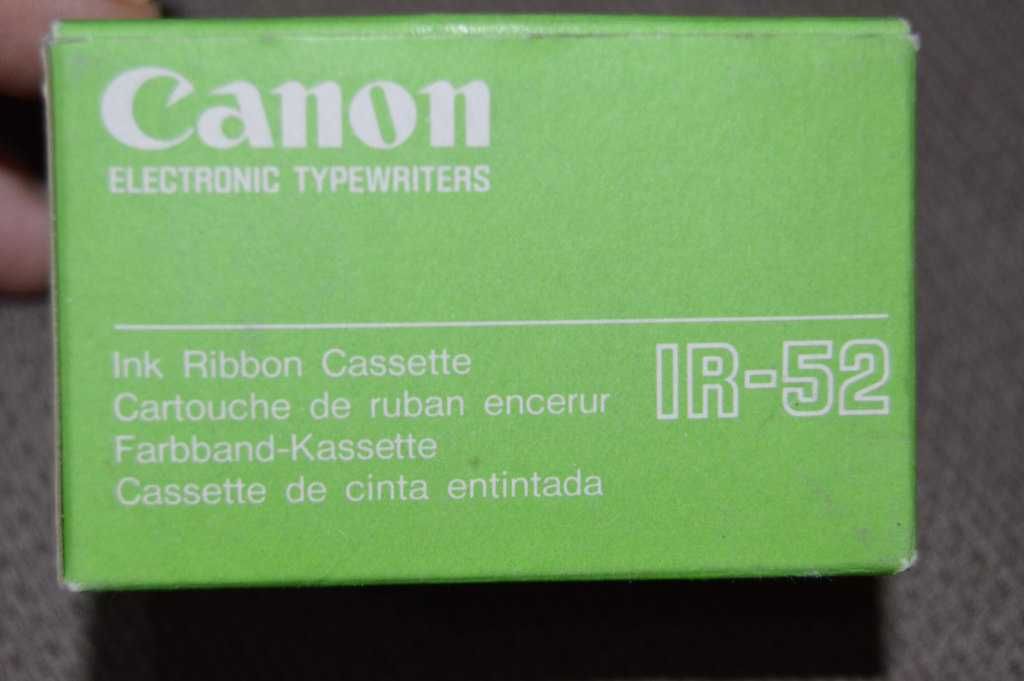 Canon
ELECTRONIC TYPEWRITERS
Ink Ribbon Cassette
Cartouche de ruban encerur
Farbband-Kassette
Cassette de cinta entintada
IR-52